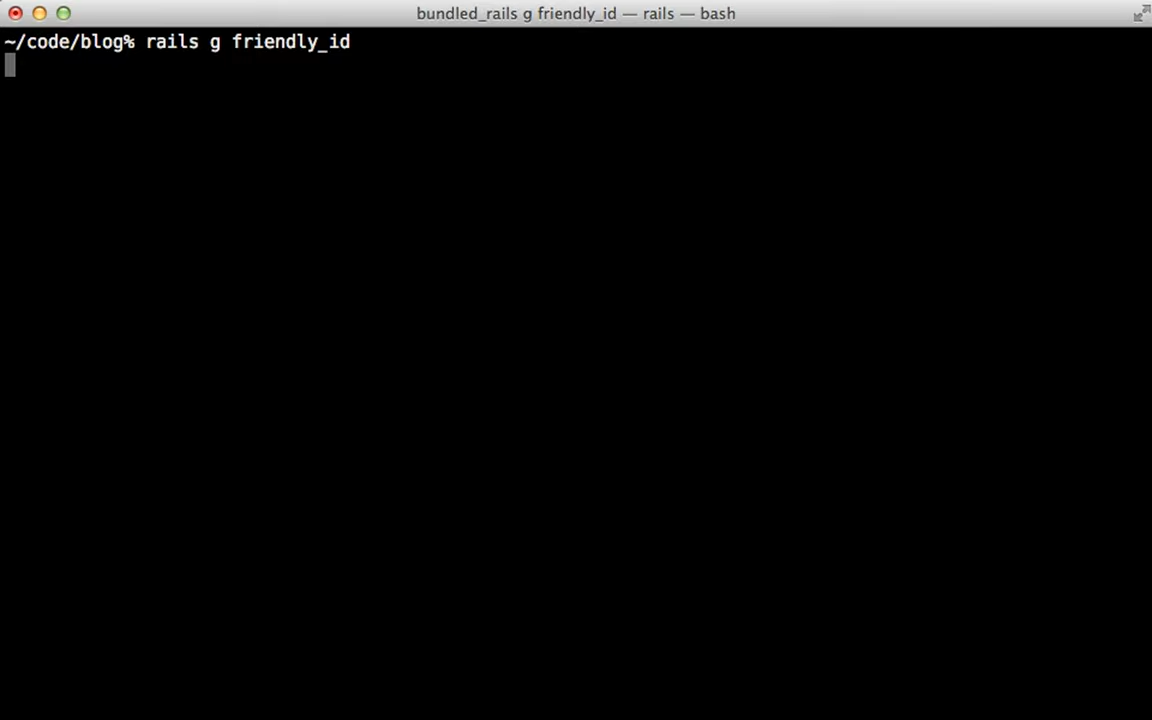 bundled_rails g friendly_id — rails — bash
~/code/blog% rails g friendly_id